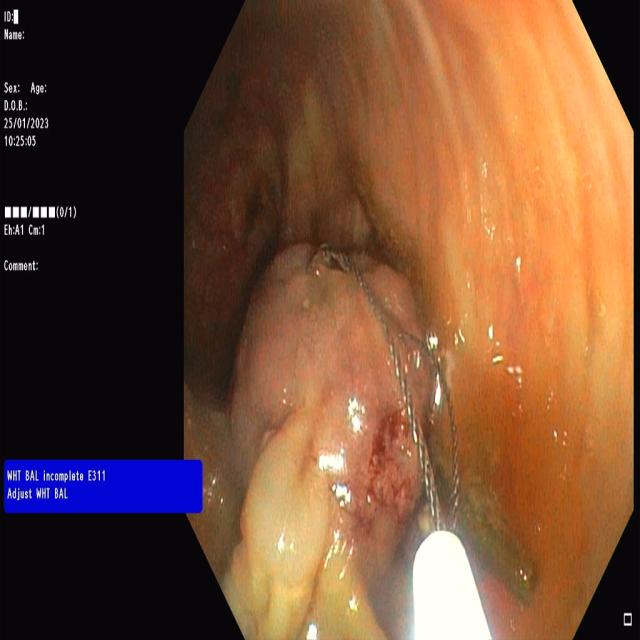 ID:
Name:
Sex: Age:
D.O.B.:
25/01/2023
10:25:05
■■■/■■■(0/1)
Eh:A1 Cm:1
Comment:
WHT BAL incomplete E311
Adjust WHT BAL